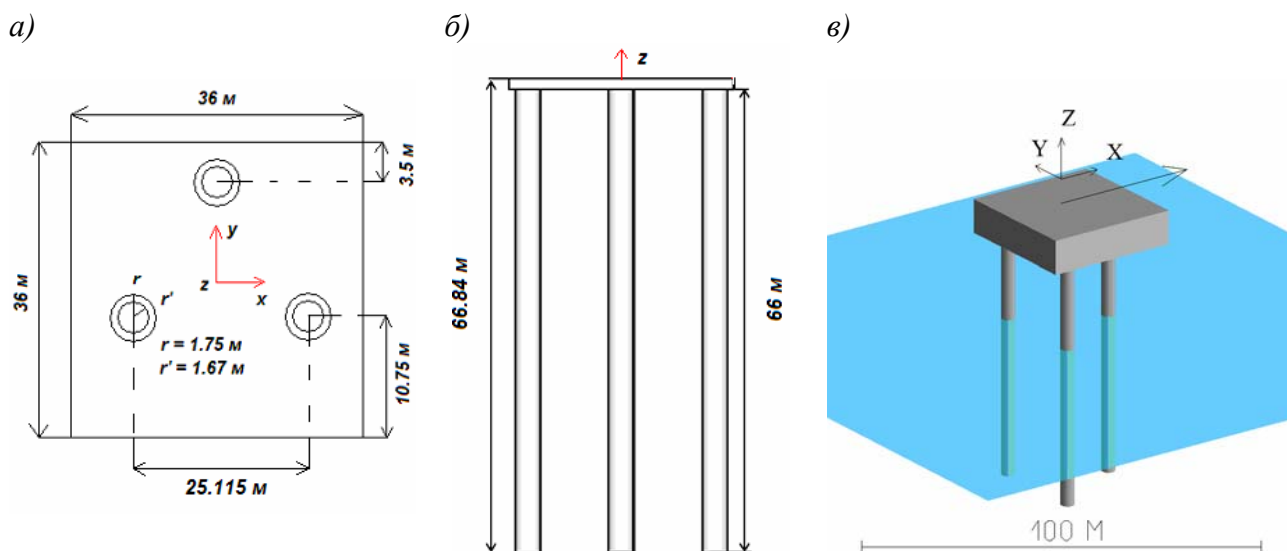 а)
б)
в)
36 м
3.5 м
36 м
y
z
x
r
r'
r = 1.75 м
r' = 1.67 м
10.75 м
25.115 м
z
66.84 м
66 м
Z
Y
X
100 М